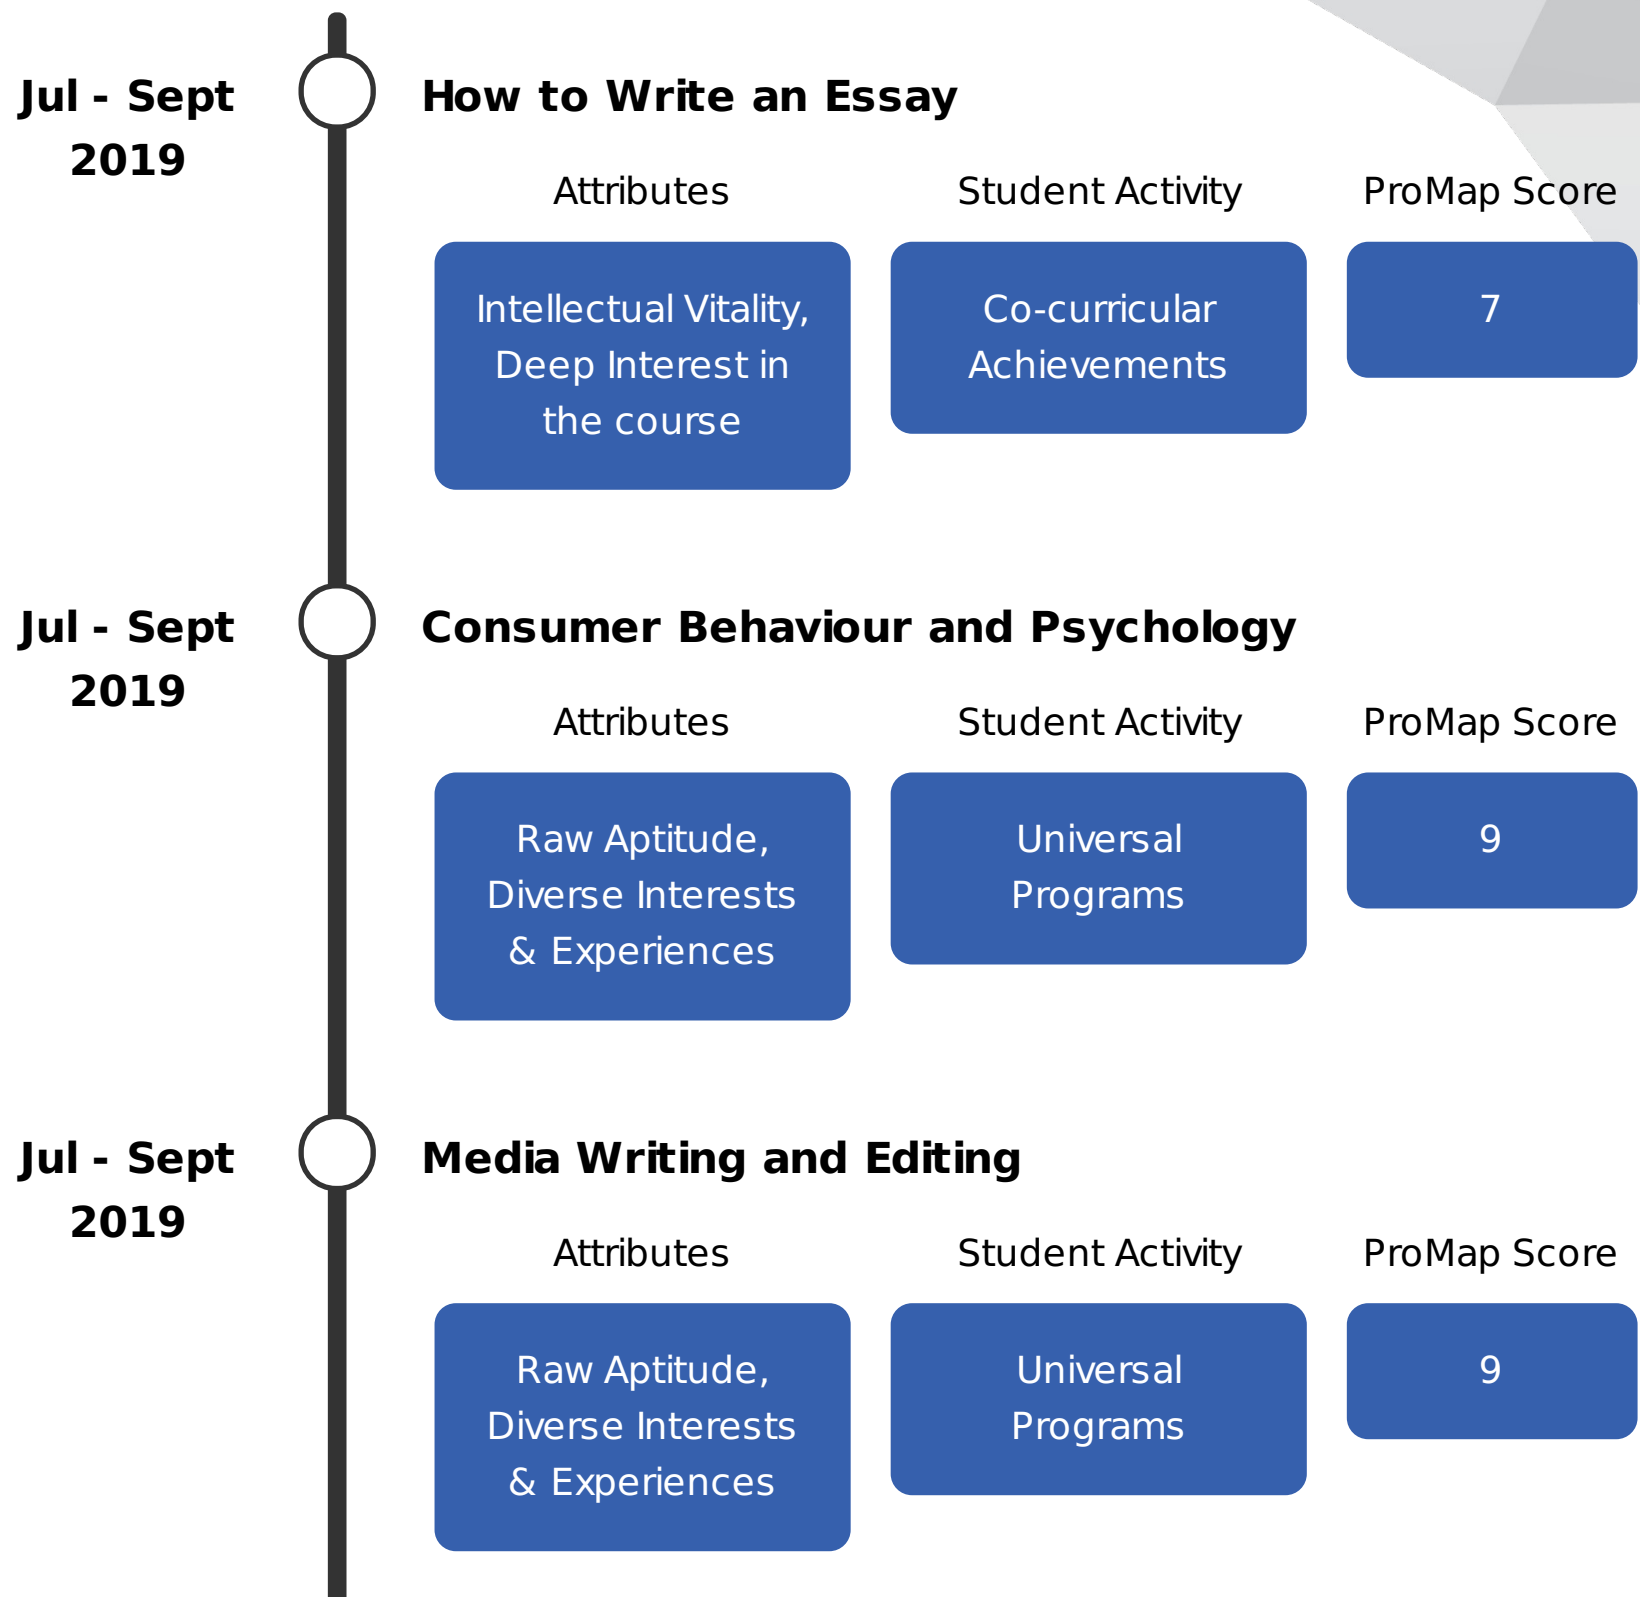 Jul - Sept
2019
How to Write an Essay
Attributes
Student Activity
ProMap Score
Intellectual Vitality,
Deep Interest in
the course
Co-curricular
Achievements
7
Jul - Sept
2019
Consumer Behaviour and Psychology
Attributes
Student Activity
ProMap Score
Raw Aptitude,
Diverse Interests
& Experiences
Universal
Programs
9
Jul - Sept
2019
Media Writing and Editing
Attributes
Student Activity
ProMap Score
Raw Aptitude,
Diverse Interests
& Experiences
Universal
Programs
9